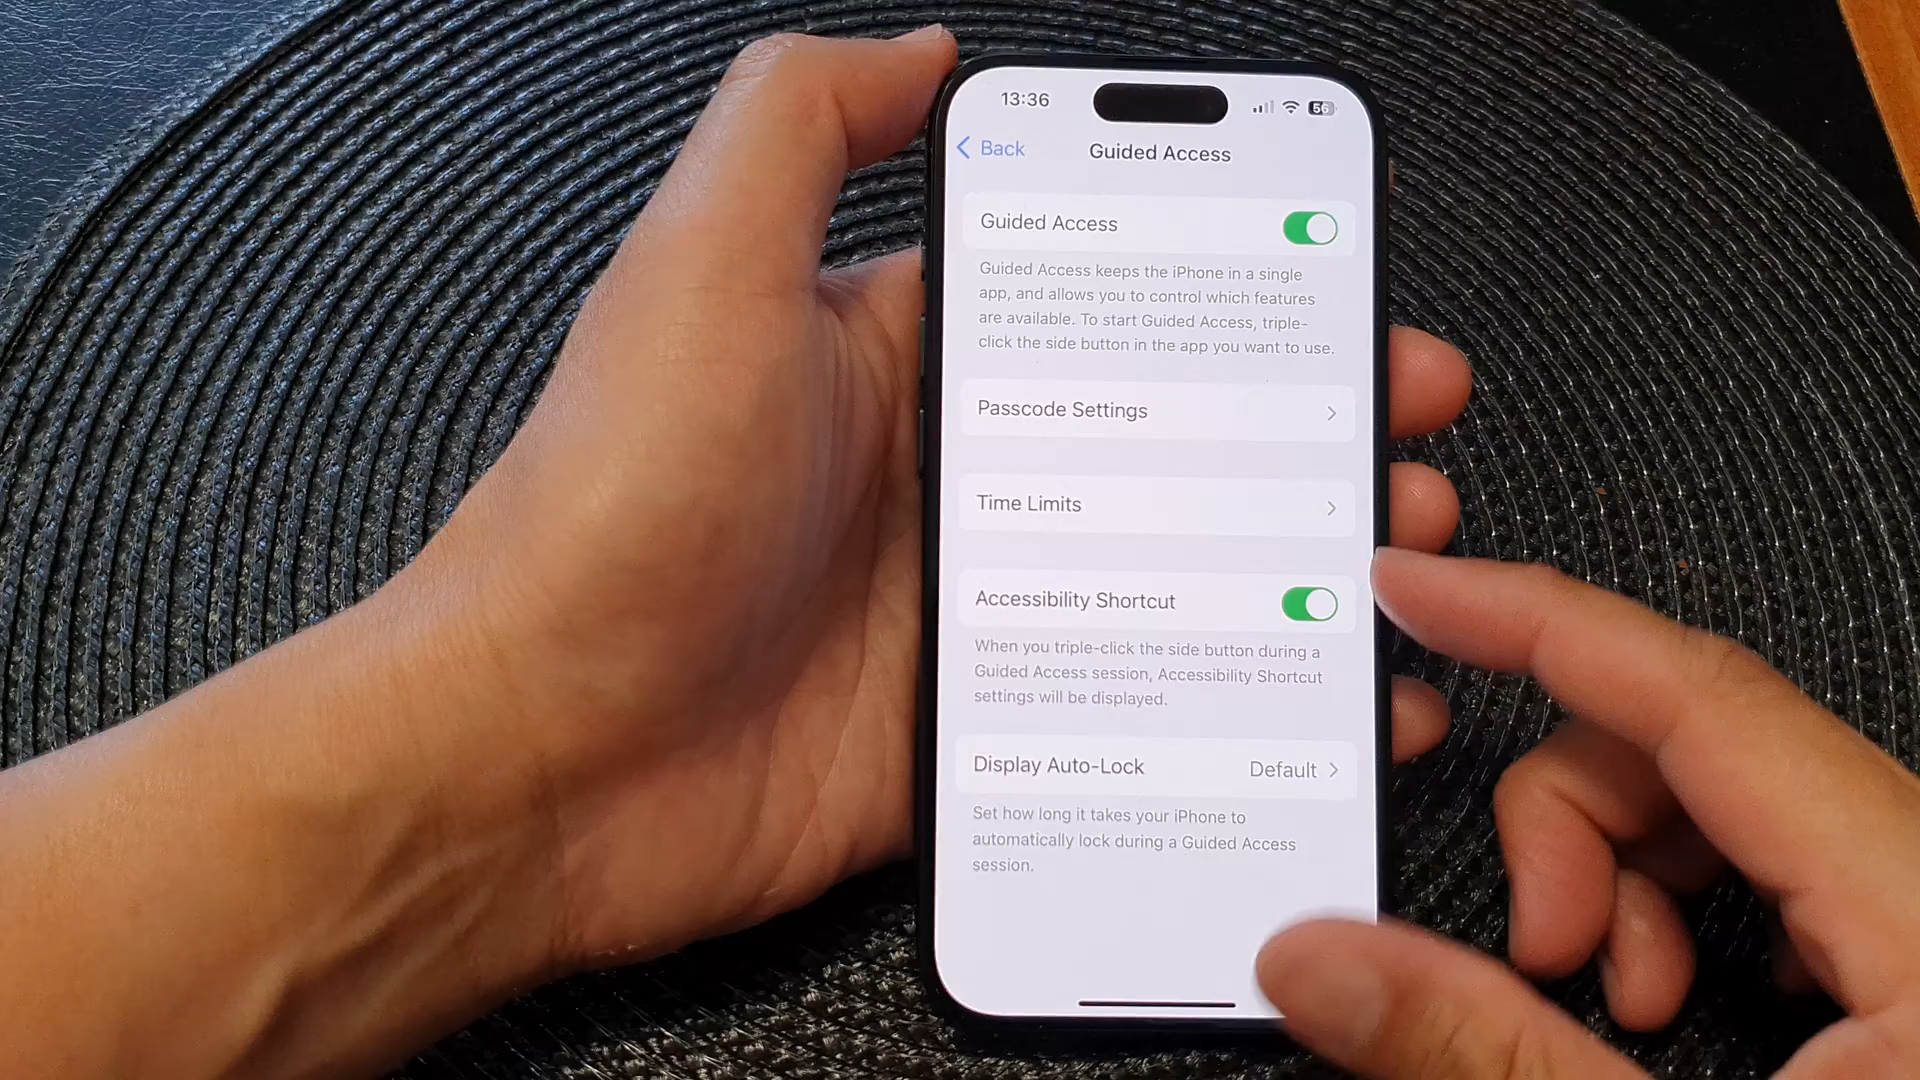 13:36
56
Back
Guided Access
Guided Access
Guided Access keeps the iPhone in a single
app, and allows you to control which features
are available. To start Guided Access, triple-
click the side button in the app you want to use.
Passcode Settings
Time Limits
Accessibility Shortcut
When you triple-click the side button during a
Guided Access session, Accessibility Shortcut
settings will be displayed.
Display Auto-Lock Default
Set how long it takes your iPhone to
automatically lock during a Guided Access
session.